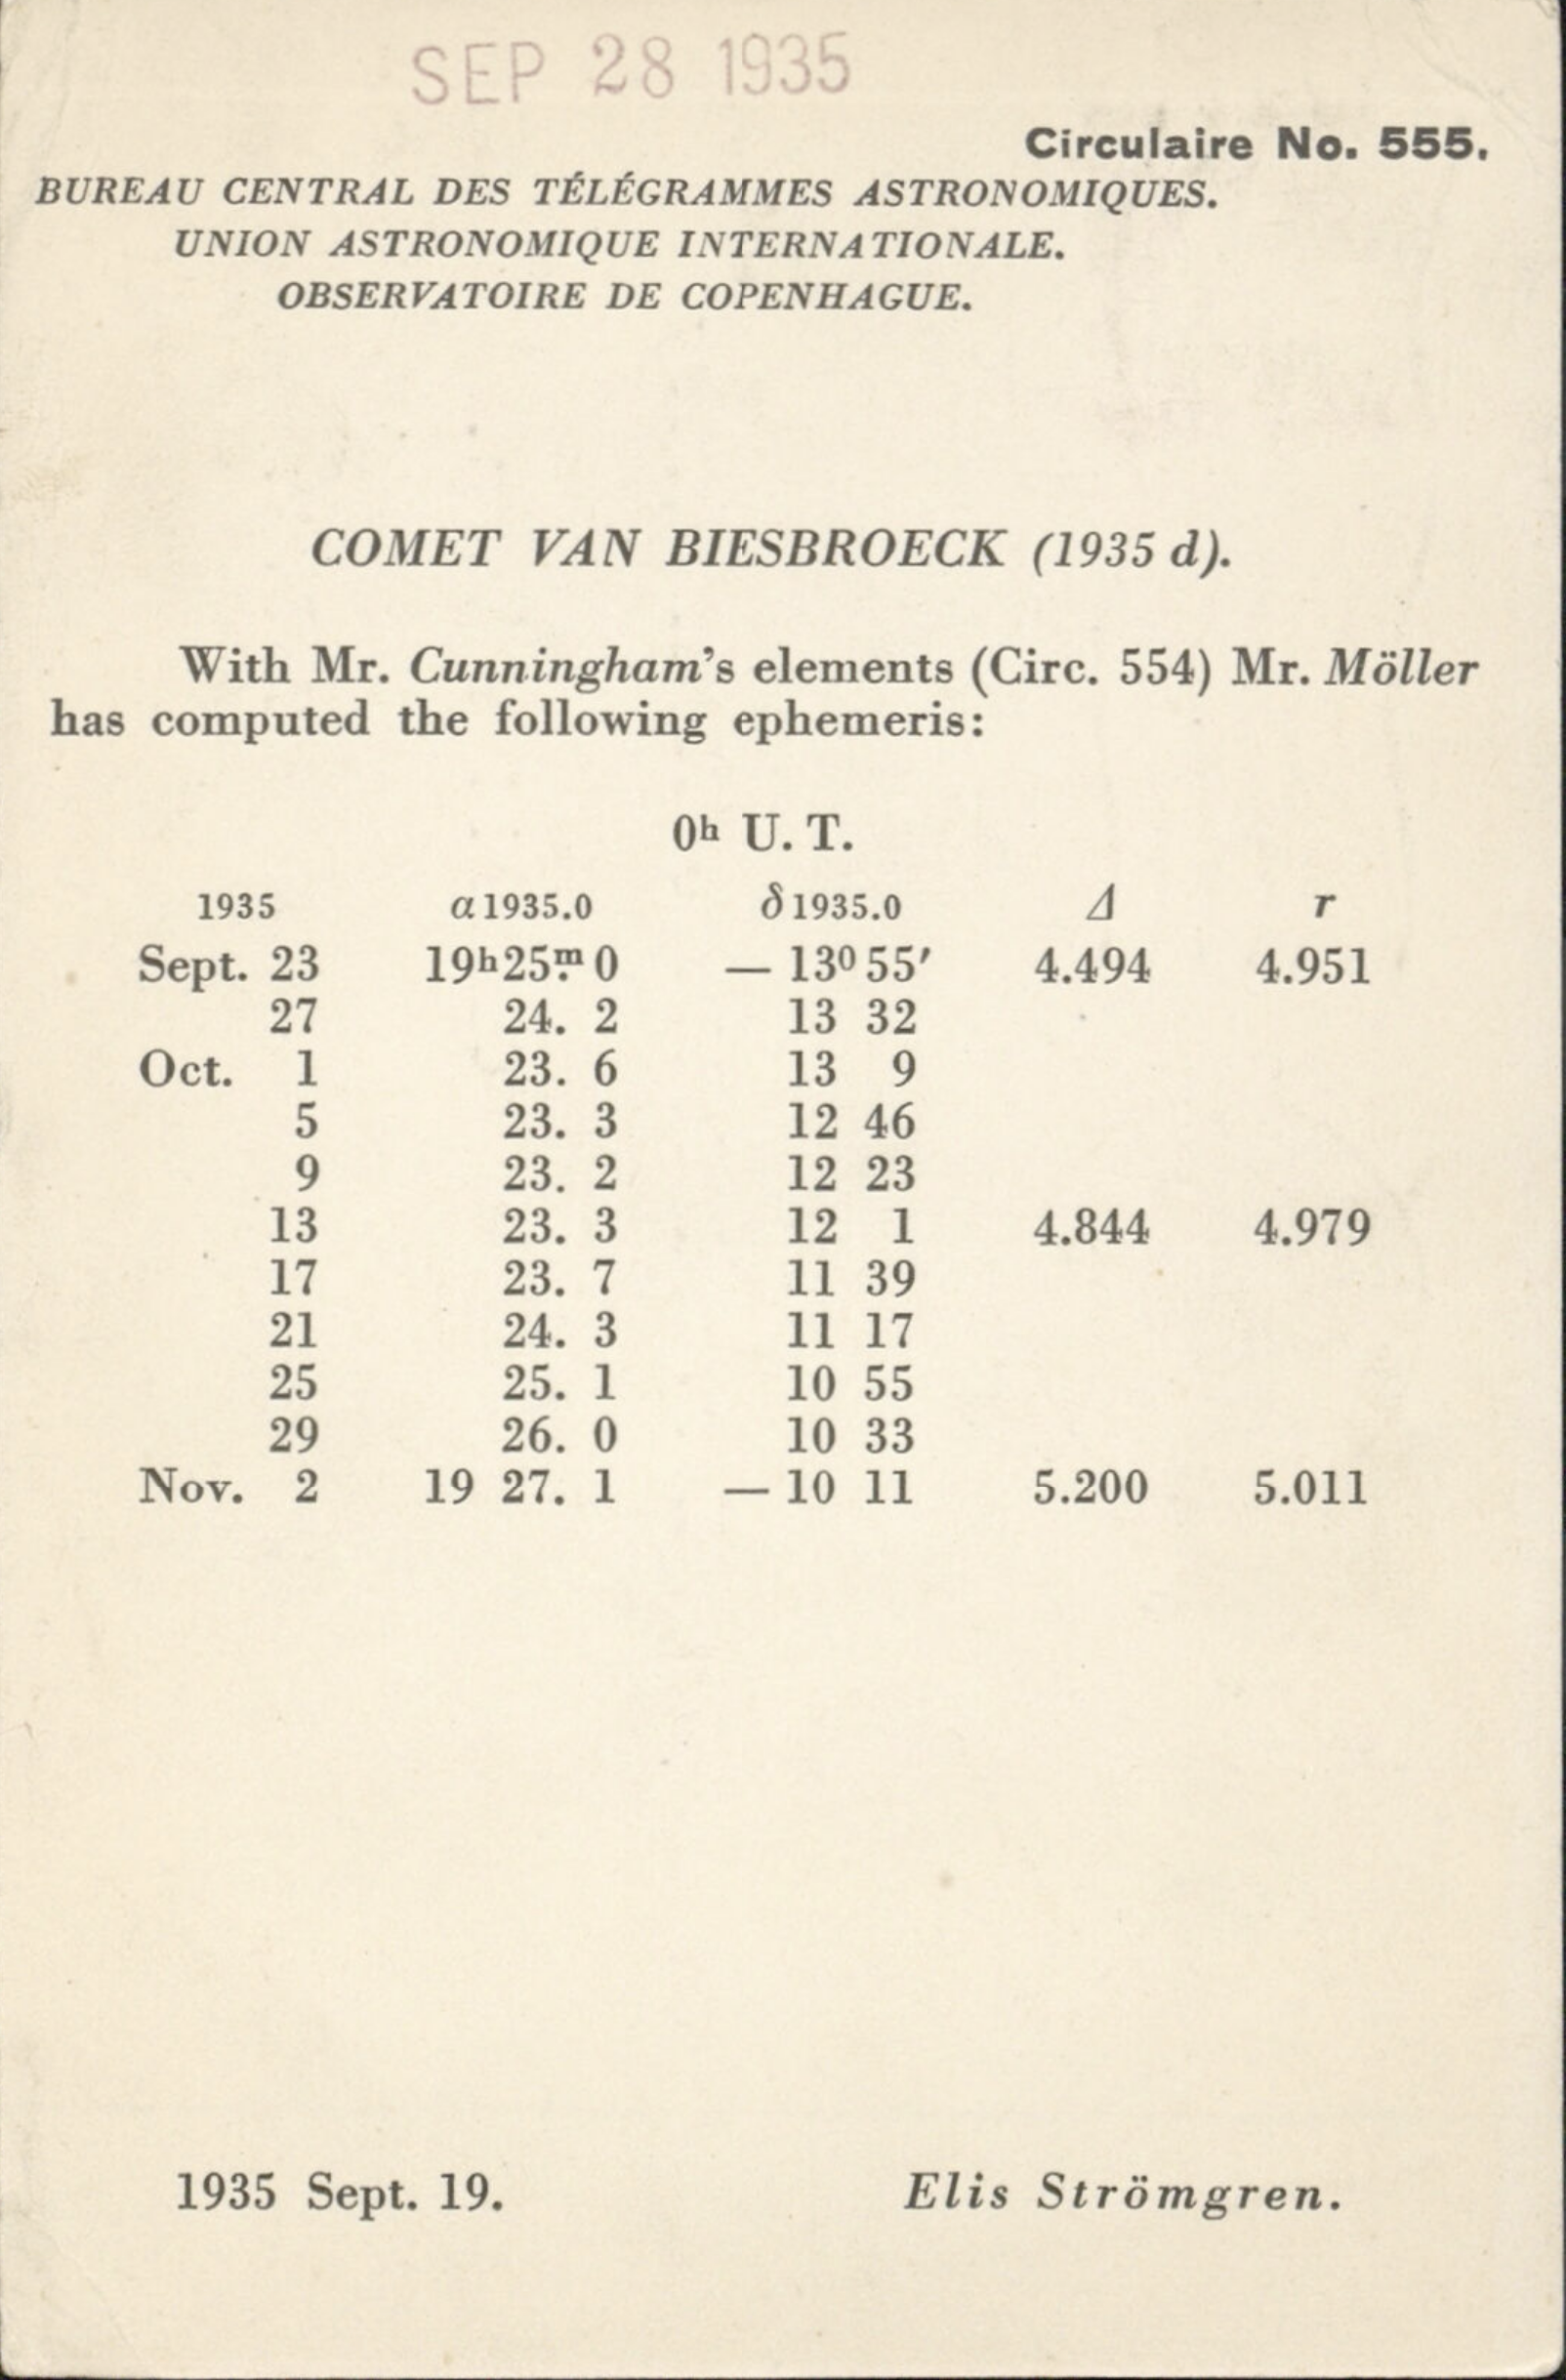 SEP 28 1935
Circulaire No. 555.
BUREAU CENTRAL DES TÉLÉGRAMMES ASTRONOMIQUES.
UNION ASTRONOMIQUE INTERNATIONALE.
OBSERVATOIRE DE COPENHAGUE.
COMET VAN BIESBROECK (1935 d).
With Mr. Cunningham's elements (Circ. 554) Mr. Möller
has computed the following ephemeris:
0ʰ U. T.
1935 α 1935.0 δ 1935.0 Δ r
Sept. 23 19ʰ25ᵐ.0 — 13⁰ 55′ 4.494 4.951
27 24. 2 13 32
Oct. 1 23. 6 13 9
5 23. 3 12 46
9 23. 2 12 23
13 23. 3 12 1 4.844 4.979
17 23. 7 11 39
21 24. 3 11 17
25 25. 1 10 55
29 26. 0 10 33
Nov. 2 19 27. 1 — 10 11 5.200 5.011
1935 Sept. 19. Elis Strömgren.